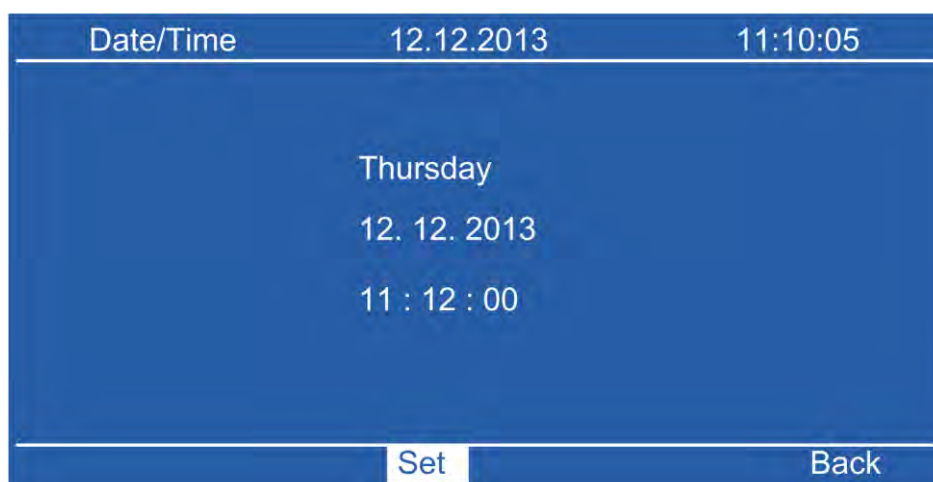 Date/Time 12.12.2013 11:10:05
Thursday
12. 12. 2013
11 : 12 : 00
Set Back